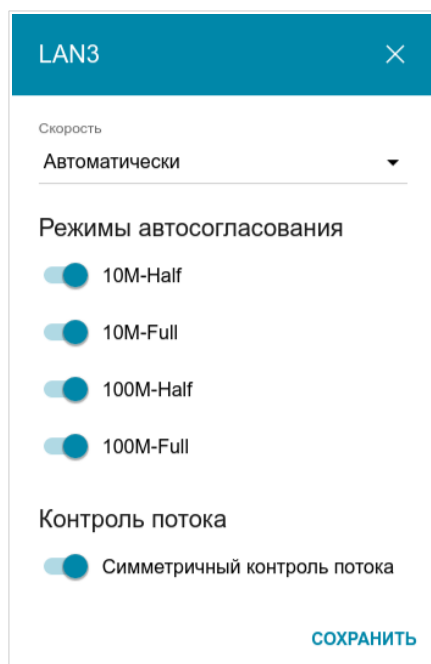 LAN3
Скорость
Автоматически
Режимы автосогласования
10M-Half
10M-Full
100M-Half
100M-Full
Контроль потока
Симметричный контроль потока
СОХРАНИТЬ